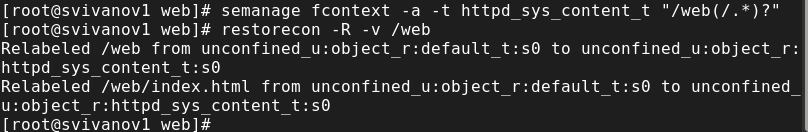 [root@svivanov1 web]# semanage fcontext -a -t httpd_sys_content_t "/web(/.*)?"
[root@svivanov1 web]# restorecon -R -v /web
Relabeled /web from unconfined_u:object_r:default_t:s0 to unconfined_u:object_r:
httpd_sys_content_t:s0
Relabeled /web/index.html from unconfined_u:object_r:default_t:s0 to unconfined_
u:object_r:httpd_sys_content_t:s0
[root@svivanov1 web]#